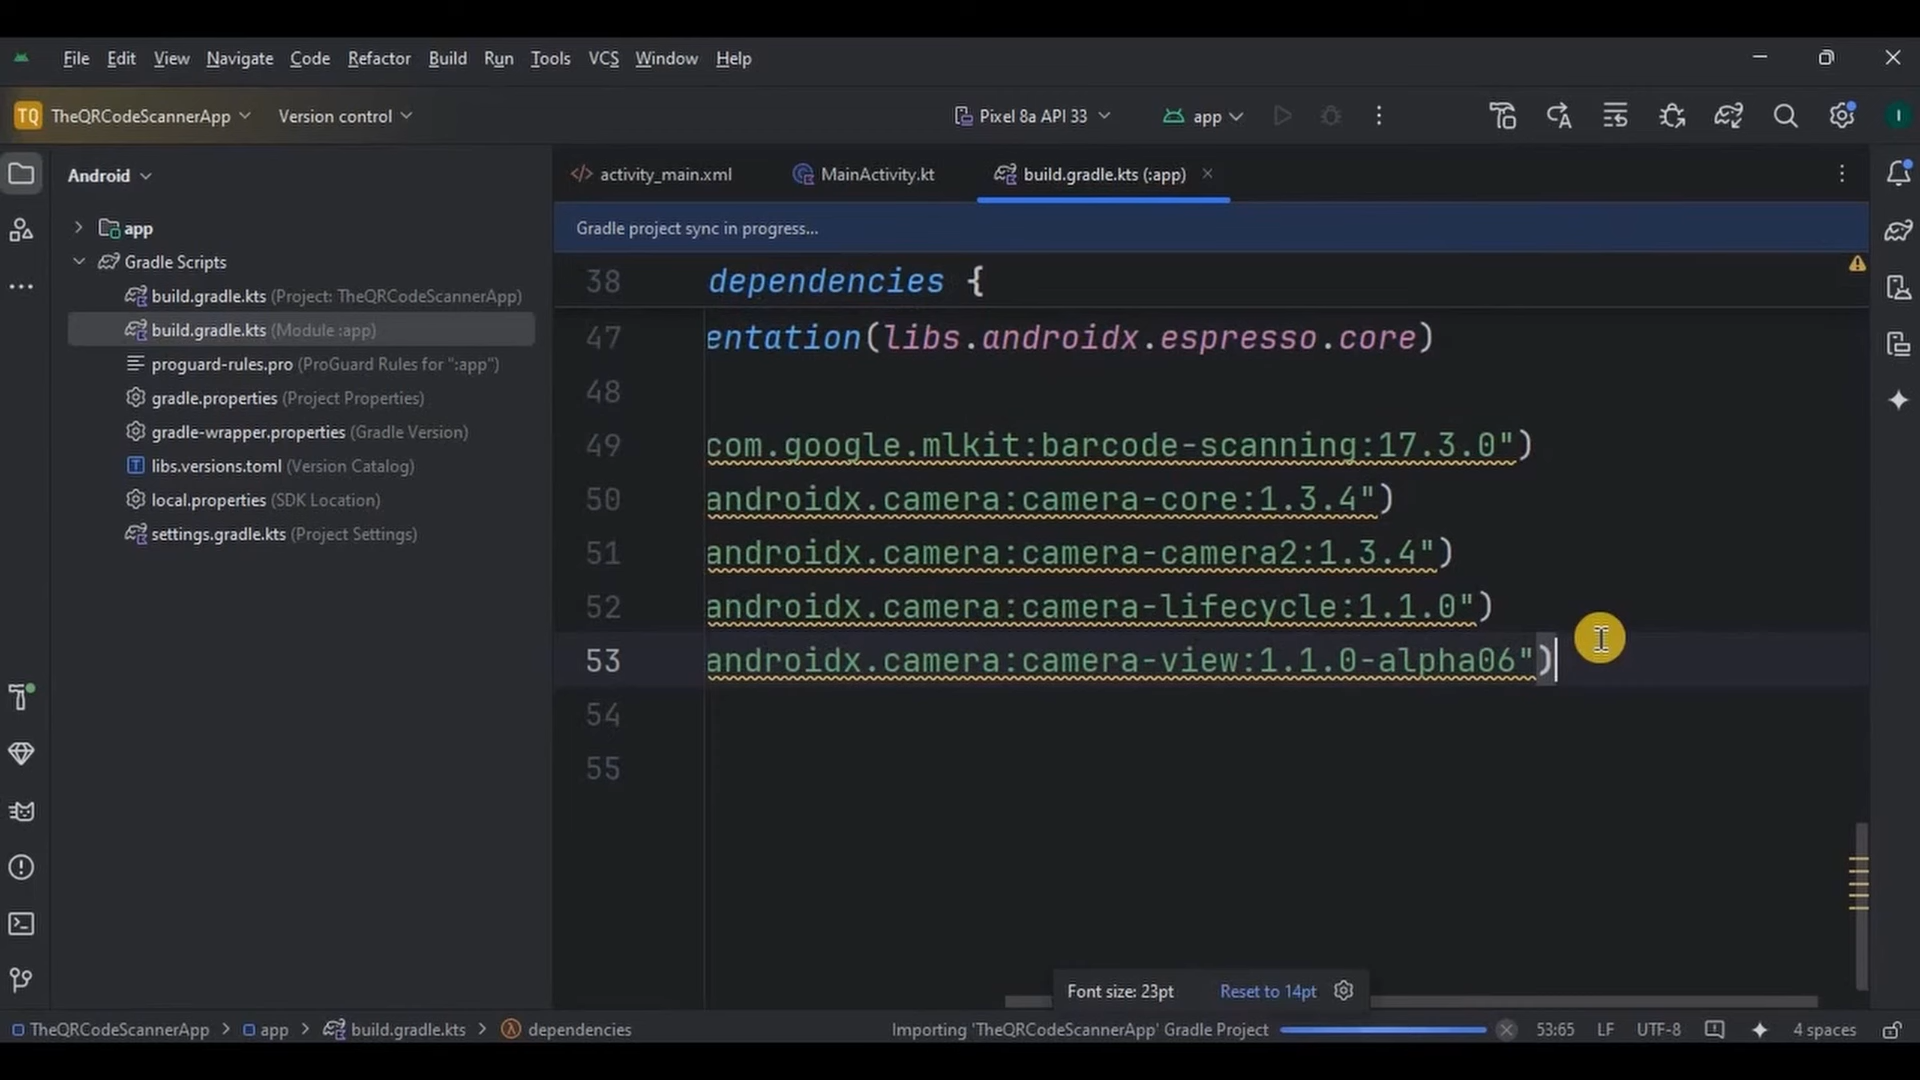 File Edit View Navigate Code Refactor Build Run Tools VCS Window Help
TQ TheQRCodeScannerApp Version control Pixel 8a API 33 app I
Android
app
Gradle Scripts
build.gradle.kts (Project: TheQRCodeScannerApp)
build.gradle.kts (Module :app)
proguard-rules.pro (ProGuard Rules for ":app")
gradle.properties (Project Properties)
gradle-wrapper.properties (Gradle Version)
libs.versions.toml (Version Catalog)
local.properties (SDK Location)
settings.gradle.kts (Project Settings)
activity_main.xml MainActivity.kt build.gradle.kts (:app)
Gradle project sync in progress...
38 dependencies {
47 entation(libs.androidx.espresso.core)
48
49 com.google.mlkit:barcode-scanning:17.3.0")
50 androidx.camera:camera-core:1.3.4")
51 androidx.camera:camera-camera2:1.3.4")
52 androidx.camera:camera-lifecycle:1.1.0")
53 androidx.camera:camera-view:1.1.0-alpha06")
54
55
Font size: 23pt Reset to 14pt
TheQRCodeScannerApp > app > build.gradle.kts > dependencies Importing 'TheQRCodeScannerApp' Gradle Project 53:65 LF UTF-8 4 spaces